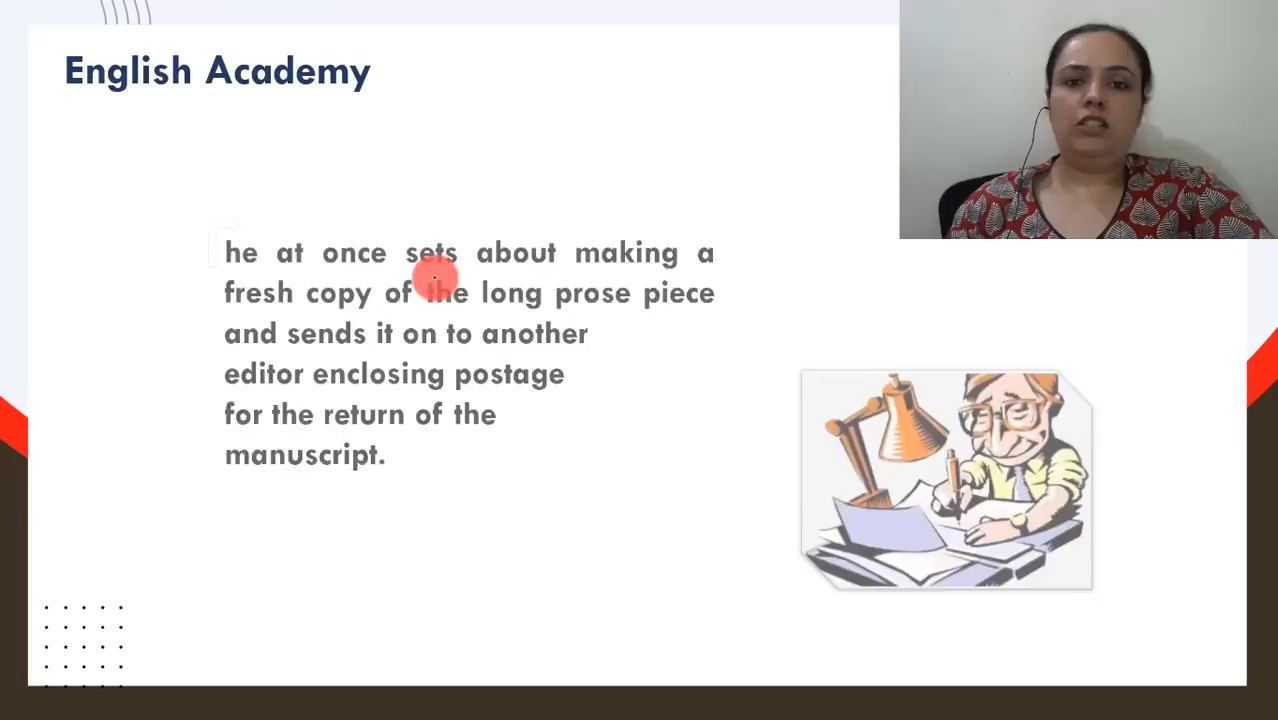 English Academy
he at once sets about making a
fresh copy of the long prose piece
and sends it on to another
editor enclosing postage
for the return of the
manuscript.